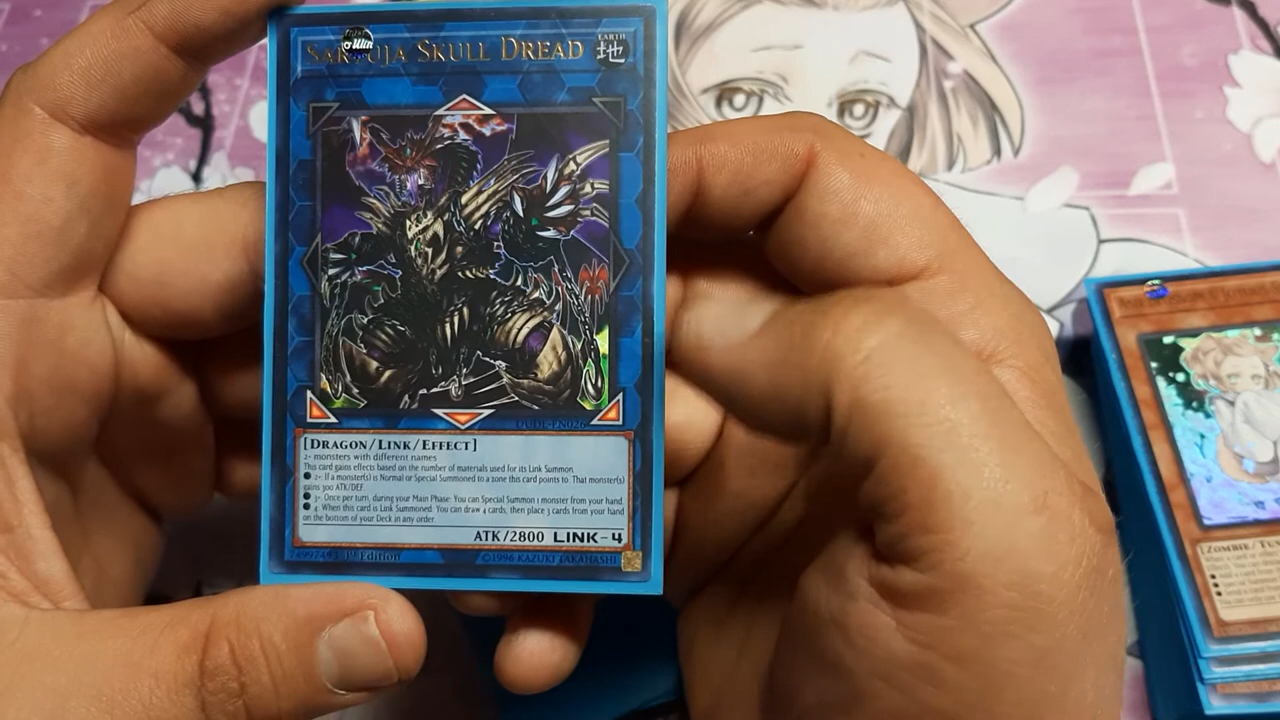 SKULL DREAD
EARTH
地
DUDE-EN026
[DRAGON/LINK/EFFECT]
2+ monsters with different names
This card gains effects based on the number of materials used for its Link Summon.
● 2+: If a monster(s) is Normal or Special Summoned to a zone this card points to: That monster(s)
gains 300 ATK/DEF.
● 3+: Once per turn, during your Main Phase: You can Special Summon 1 monster from your hand.
● 4: When this card is Link Summoned: You can draw 4 cards, then place 3 cards from your hand
on the bottom of your Deck in any order.
ATK/2800 LINK-4
1st Edition
©1996 KAZUKI TAKAHASHI
[ZOMBIE/